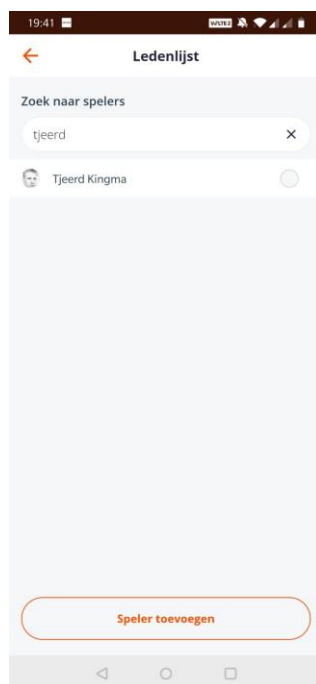 19:41
Ledenlijst
Zoek naar spelers
tjeerd
Tjeerd Kingma
Speler toevoegen